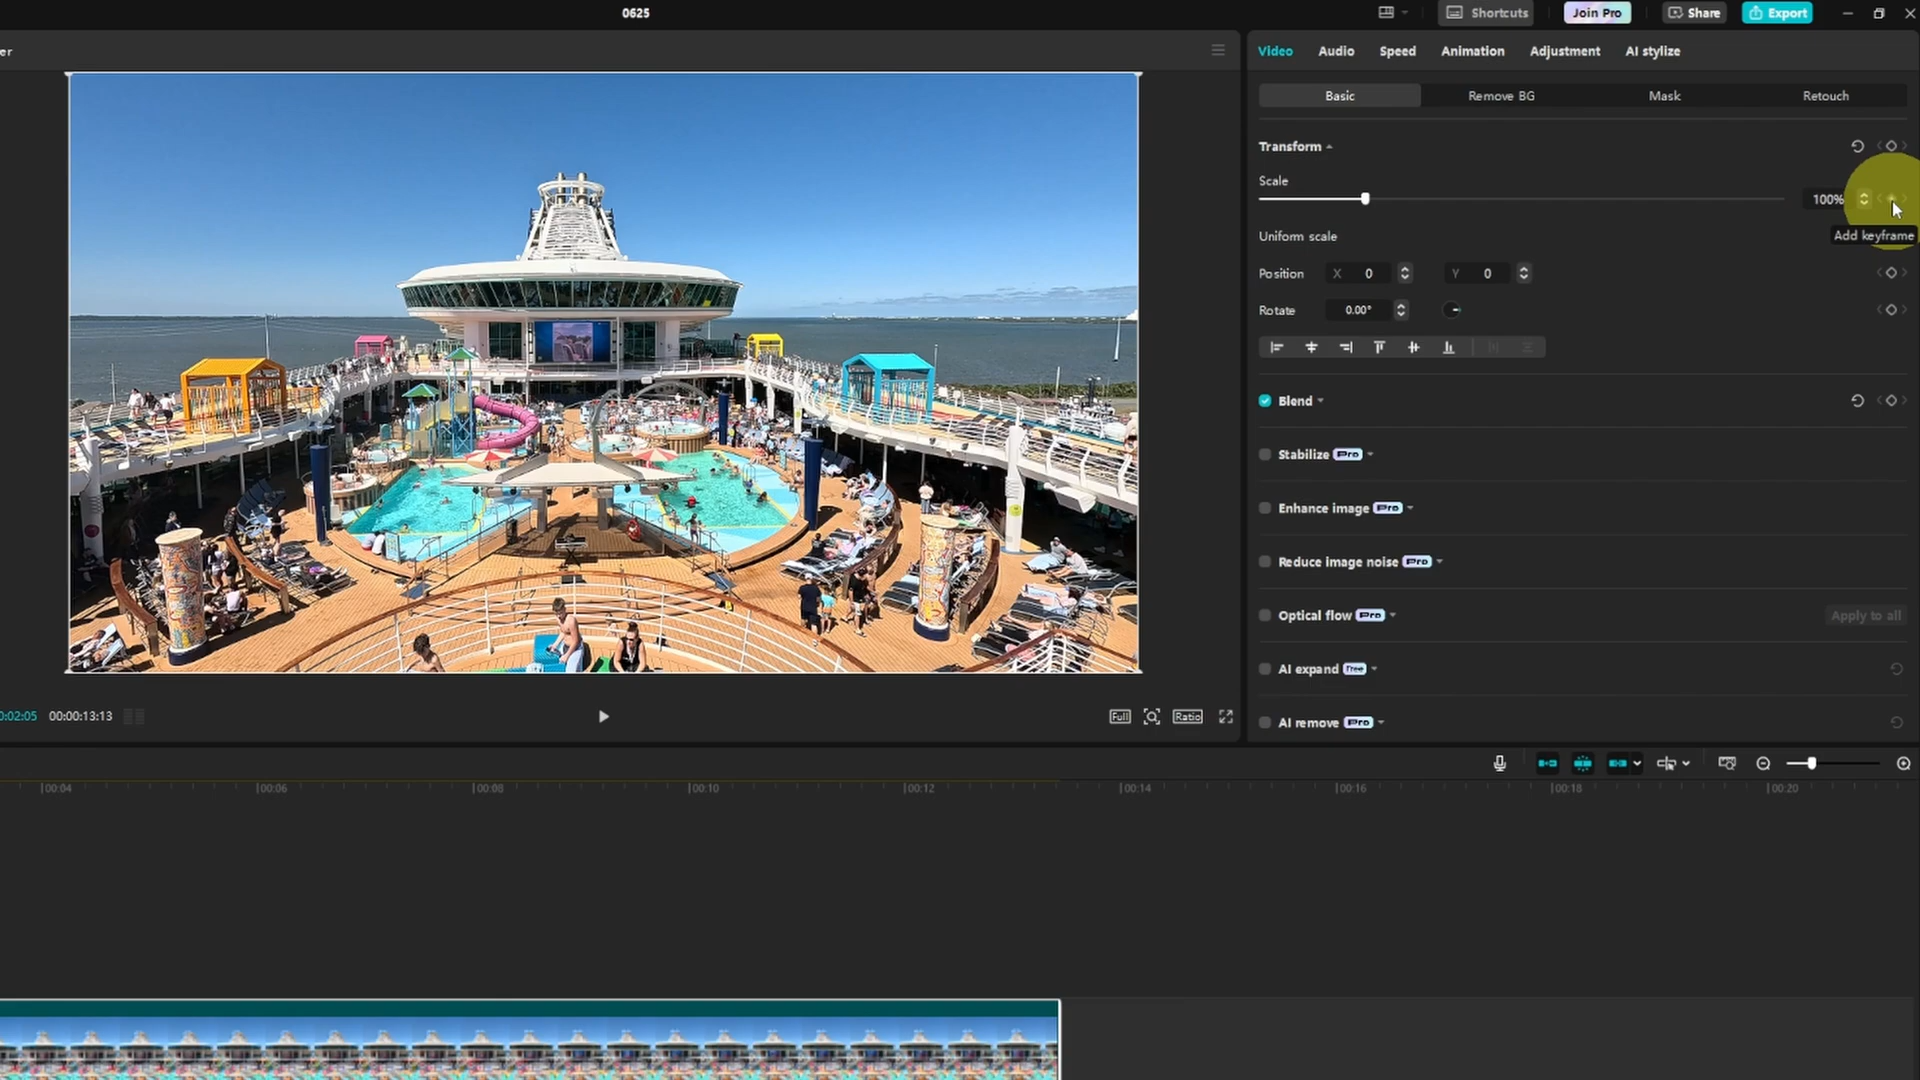 0625
Shortcuts
Join Pro
Share
Export
er
Video Audio Speed Animation Adjustment AI stylize
Basic Remove BG Mask Retouch
Transform
Scale
100%
Add keyframe
Uniform scale
Position X 0 Y 0
Rotate 0.00°
Blend
Stabilize Pro
Enhance image Pro
Reduce image noise Pro
Optical flow Pro Apply to all
AI expand Free
AI remove Pro
0:02:05 00:00:13:13
Full Ratio
00:04 00:06 00:08 00:10 00:12 00:14 00:16 00:18 00:20